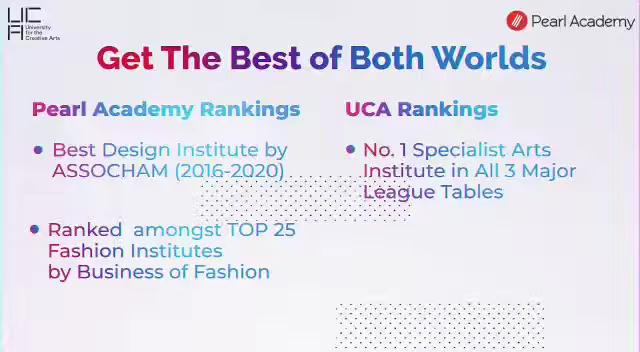 UCA
University
for the
Creative Arts
Pearl Academy
Get The Best of Both Worlds
Pearl Academy Rankings
Best Design Institute by
ASSOCHAM (2016-2020)
Ranked amongst TOP 25
Fashion Institutes
by Business of Fashion
UCA Rankings
No. 1 Specialist Arts
Institute in All 3 Major
League Tables